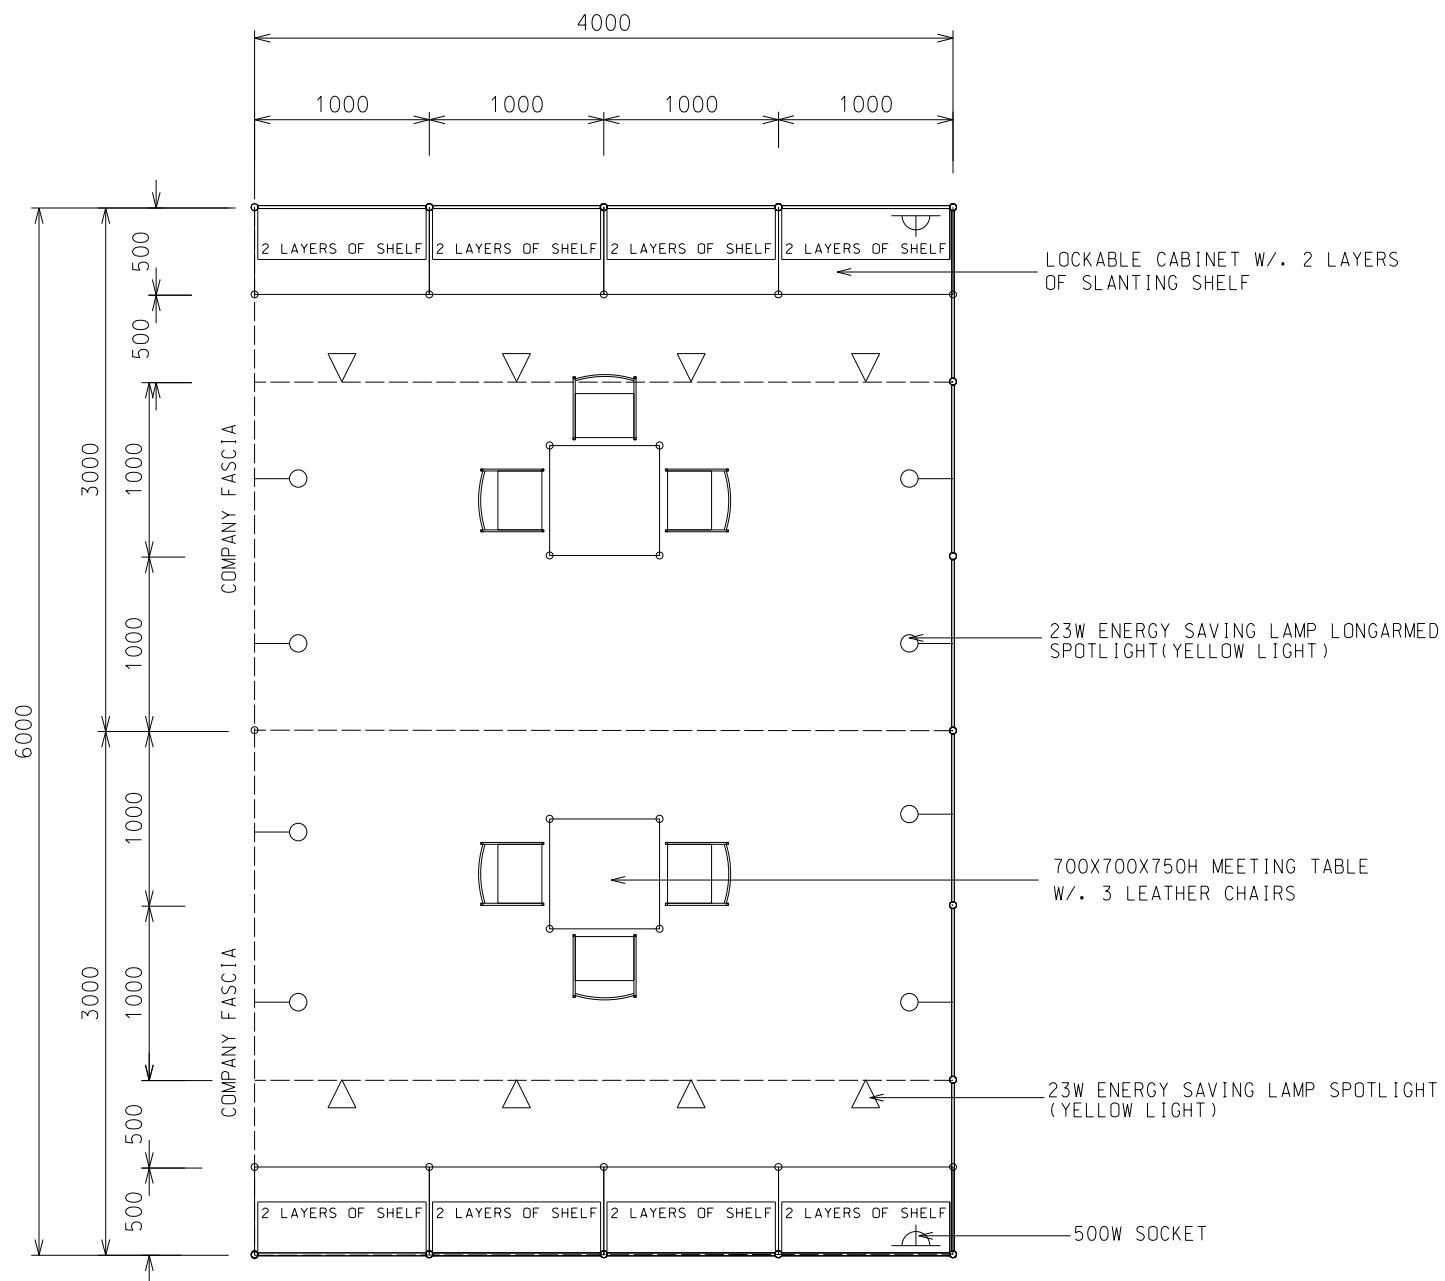 4000
1000 1000 1000 1000
500
2 LAYERS OF SHELF 2 LAYERS OF SHELF 2 LAYERS OF SHELF 2 LAYERS OF SHELF
LOCKABLE CABINET W/. 2 LAYERS
OF SLANTING SHELF
500
COMPANY FASCIA
3000
1000
1000
23W ENERGY SAVING LAMP LONGARMED
SPOTLIGHT(YELLOW LIGHT)
6000
1000
700X700X750H MEETING TABLE
W/. 3 LEATHER CHAIRS
3000
1000
COMPANY FASCIA
23W ENERGY SAVING LAMP SPOTLIGHT
(YELLOW LIGHT)
500
500
2 LAYERS OF SHELF 2 LAYERS OF SHELF 2 LAYERS OF SHELF 2 LAYERS OF SHELF
500W SOCKET